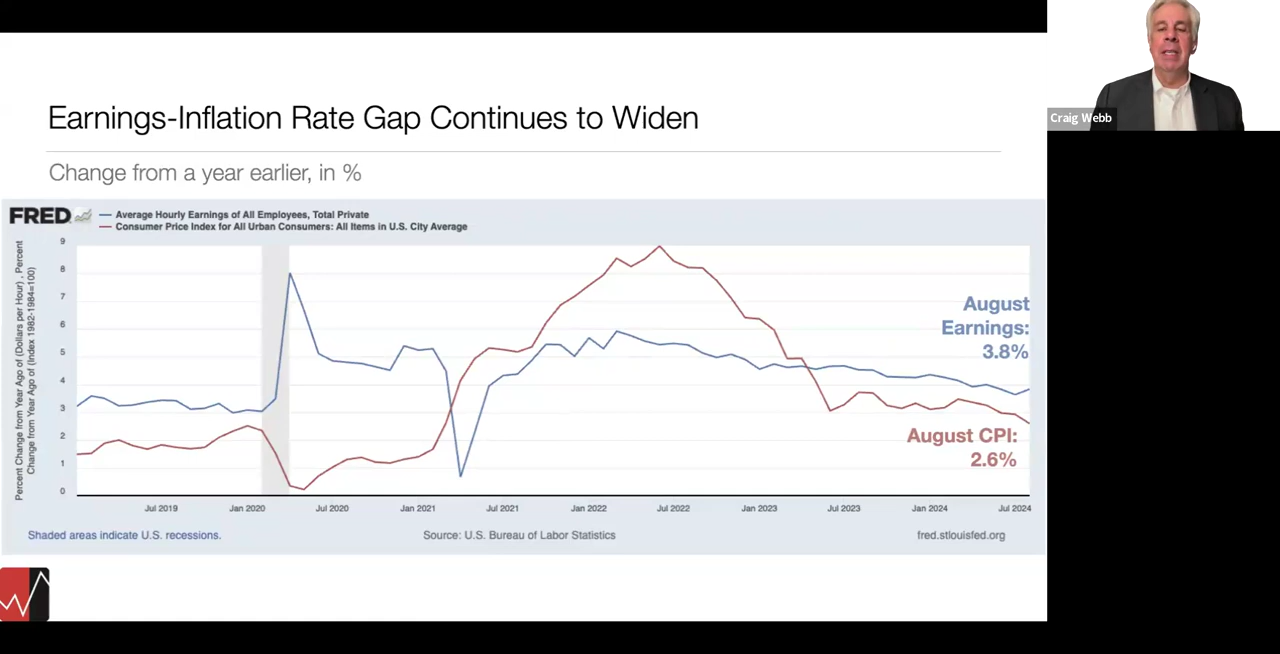 Craig Webb
Earnings-Inflation Rate Gap Continues to Widen
Change from a year earlier, in %
FRED
Average Hourly Earnings of All Employees, Total Private
Consumer Price Index for All Urban Consumers: All Items in U.S. City Average
Percent Change from Year Ago of (Dollars per Hour) , Percent
Change from Year Ago of (Index 1982-1984=100)
9
8
7
6
5
4
3
2
1
0
August
Earnings:
3.8%
August CPI:
2.6%
Jul 2019
Jan 2020
Jul 2020
Jan 2021
Jul 2021
Jan 2022
Jul 2022
Jan 2023
Jul 2023
Jan 2024
Jul 2024
Shaded areas indicate U.S. recessions.
Source: U.S. Bureau of Labor Statistics
fred.stlouisfed.org